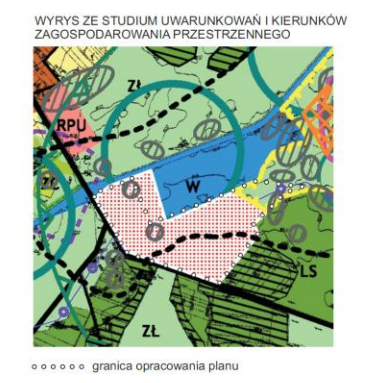 WYRYS ZE STUDIUM UWARUNKOWAŃ I KIERUNKÓW
ZAGOSPODAROWANIA PRZESTRZENNEGO
ZŁ
RPU
W
LS
ZŁ
granica opracowania planu